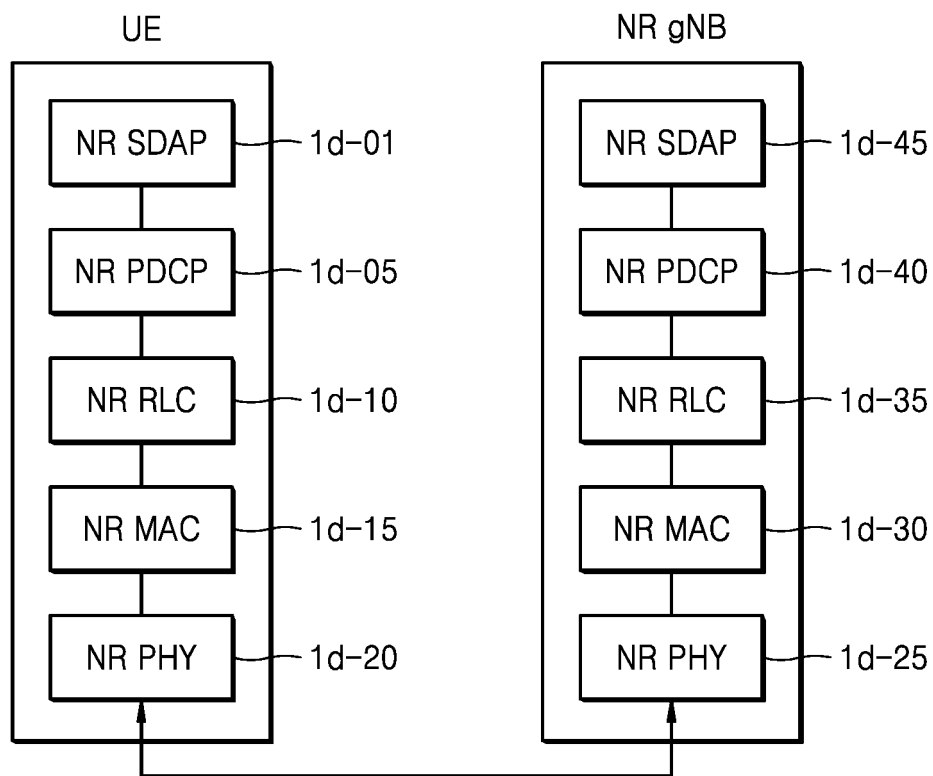 UE NR gNB
NR SDAP 1d-01 NR SDAP 1d-45
NR PDCP 1d-05 NR PDCP 1d-40
NR RLC 1d-10 NR RLC 1d-35
NR MAC 1d-15 NR MAC 1d-30
NR PHY 1d-20 NR PHY 1d-25